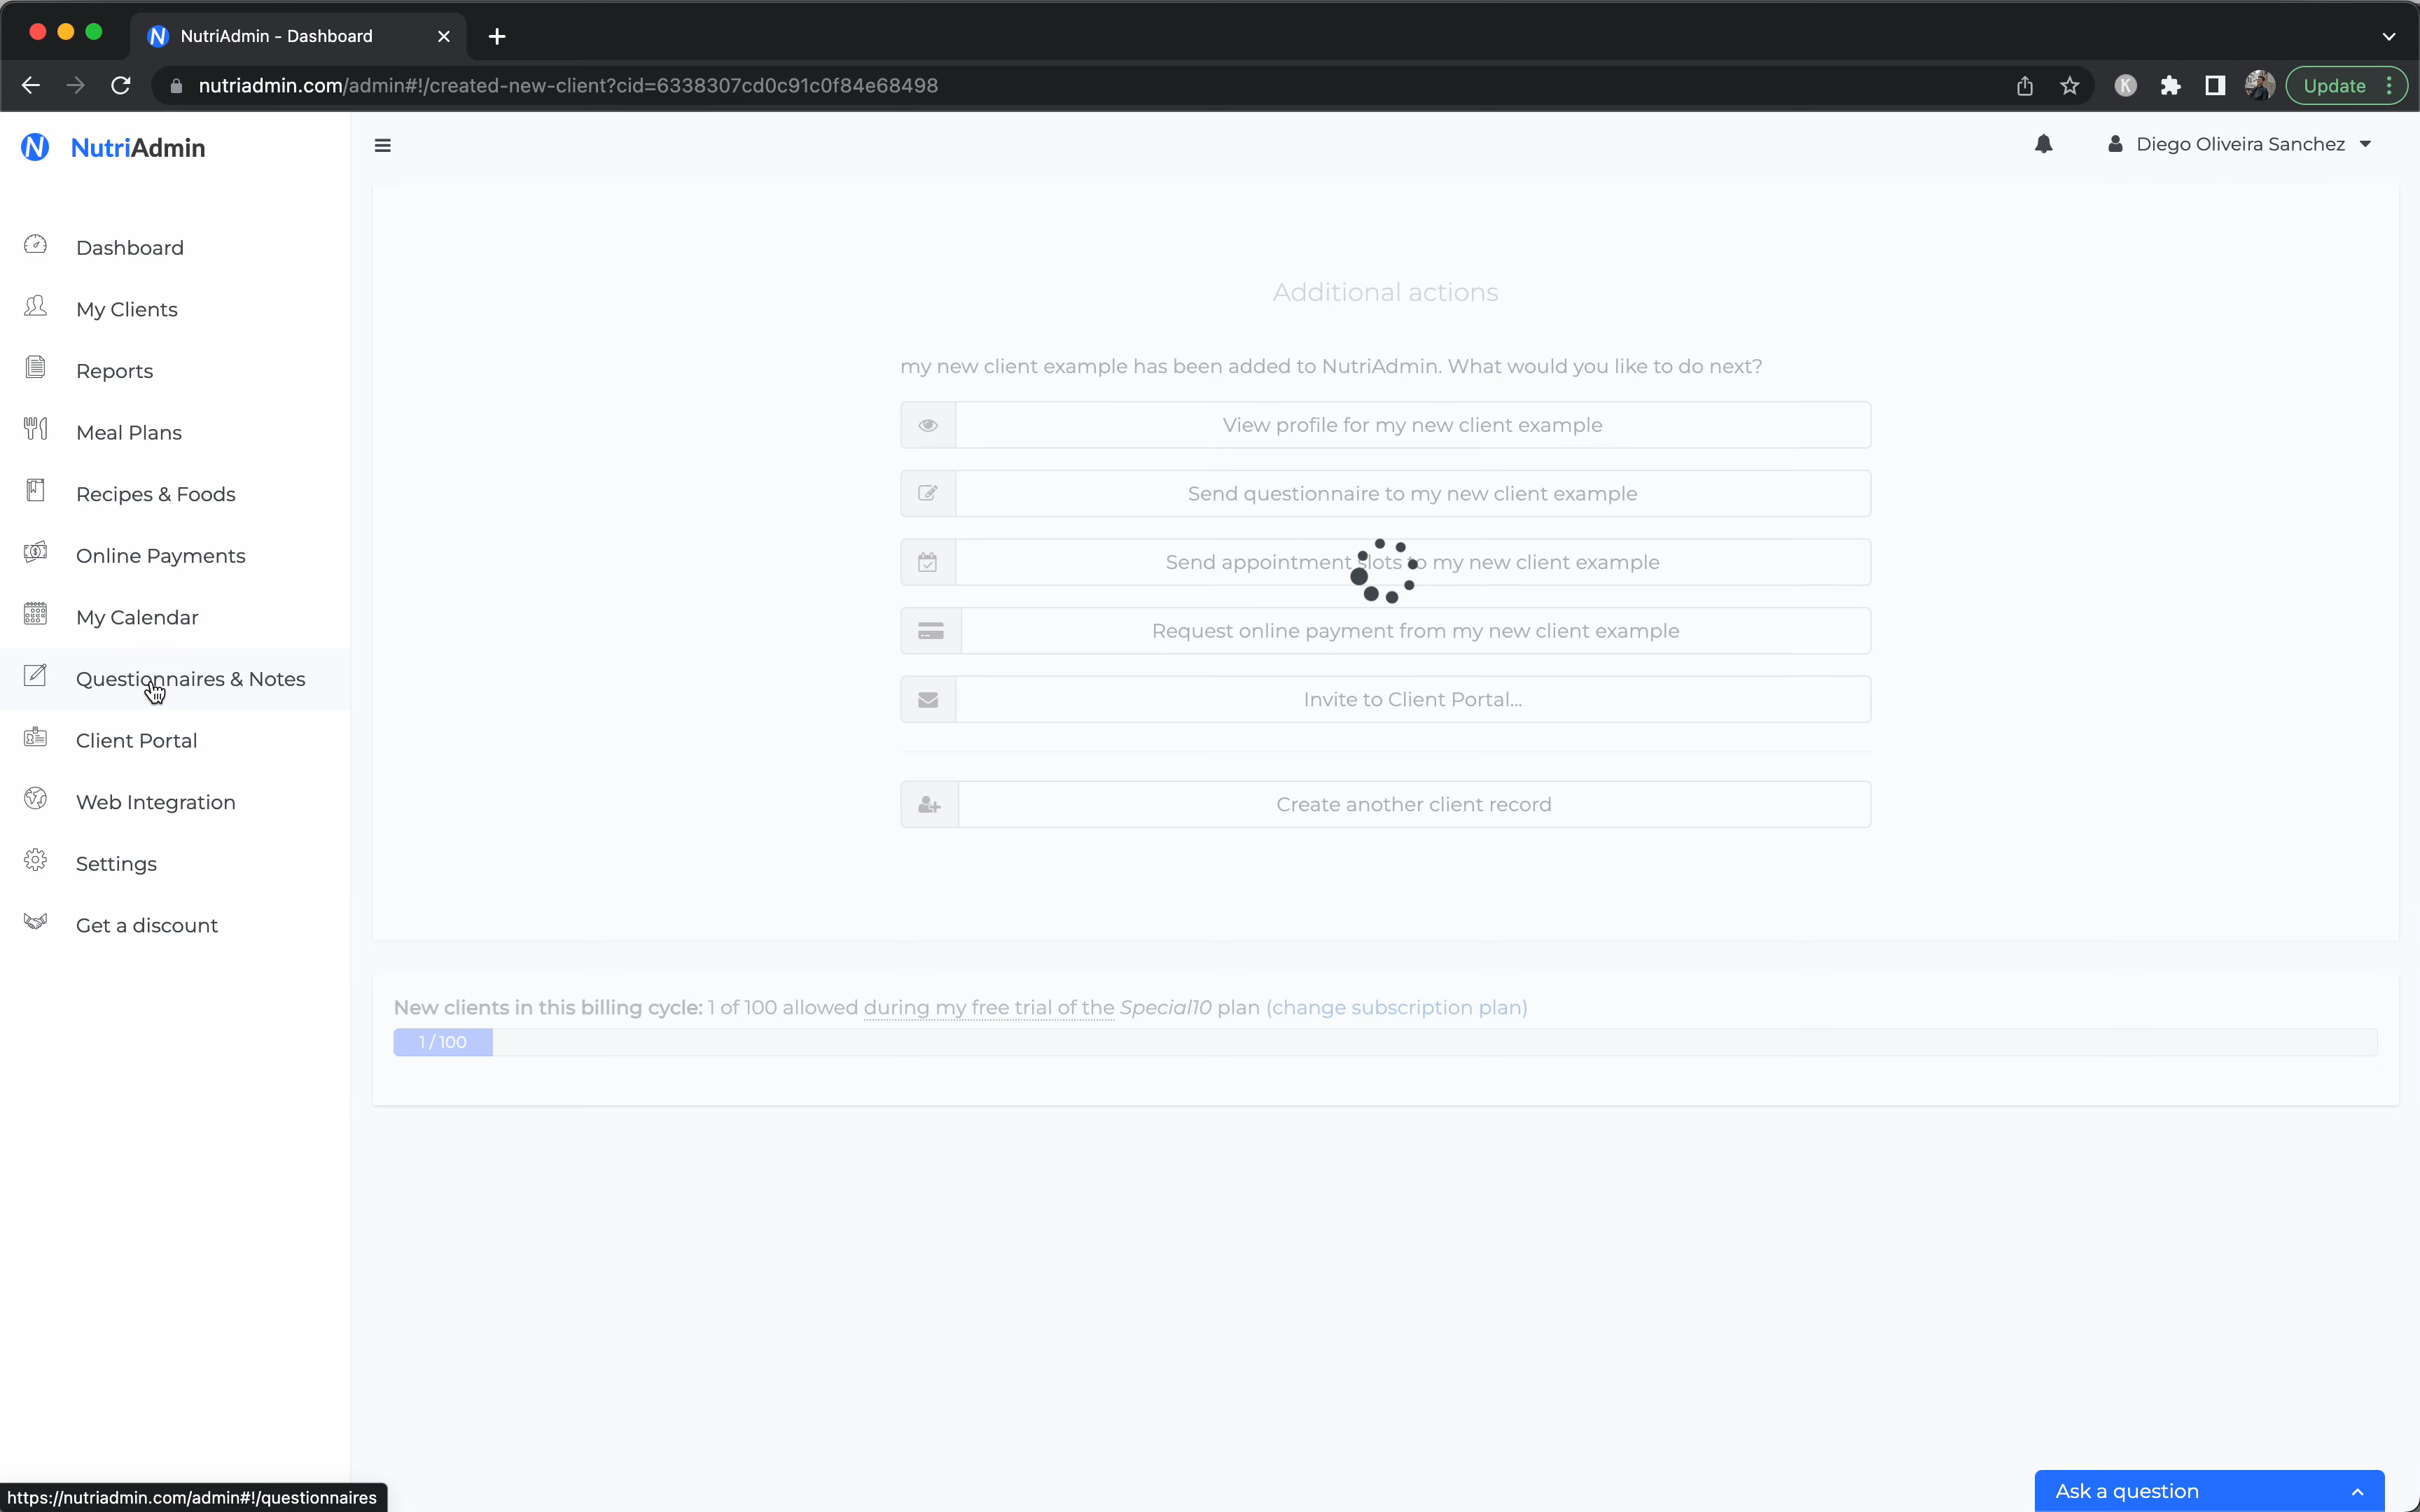 NutriAdmin - Dashboard
nutriadmin.com/admin#!/created-new-client?cid=6338307cd0c91c0f84e68498
K
Update
NutriAdmin
Diego Oliveira Sanchez
Dashboard
My Clients
Reports
Meal Plans
Recipes & Foods
Online Payments
My Calendar
Questionnaires & Notes
Client Portal
Web Integration
Settings
Get a discount
Additional actions
my new client example has been added to NutriAdmin. What would you like to do next?
View profile for my new client example
Send questionnaire to my new client example
Send appointment slots to my new client example
Request online payment from my new client example
Invite to Client Portal...
Create another client record
New clients in this billing cycle: 1 of 100 allowed during my free trial of the Special10 plan (change subscription plan)
1 / 100
https://nutriadmin.com/admin#!/questionnaires
Ask a question